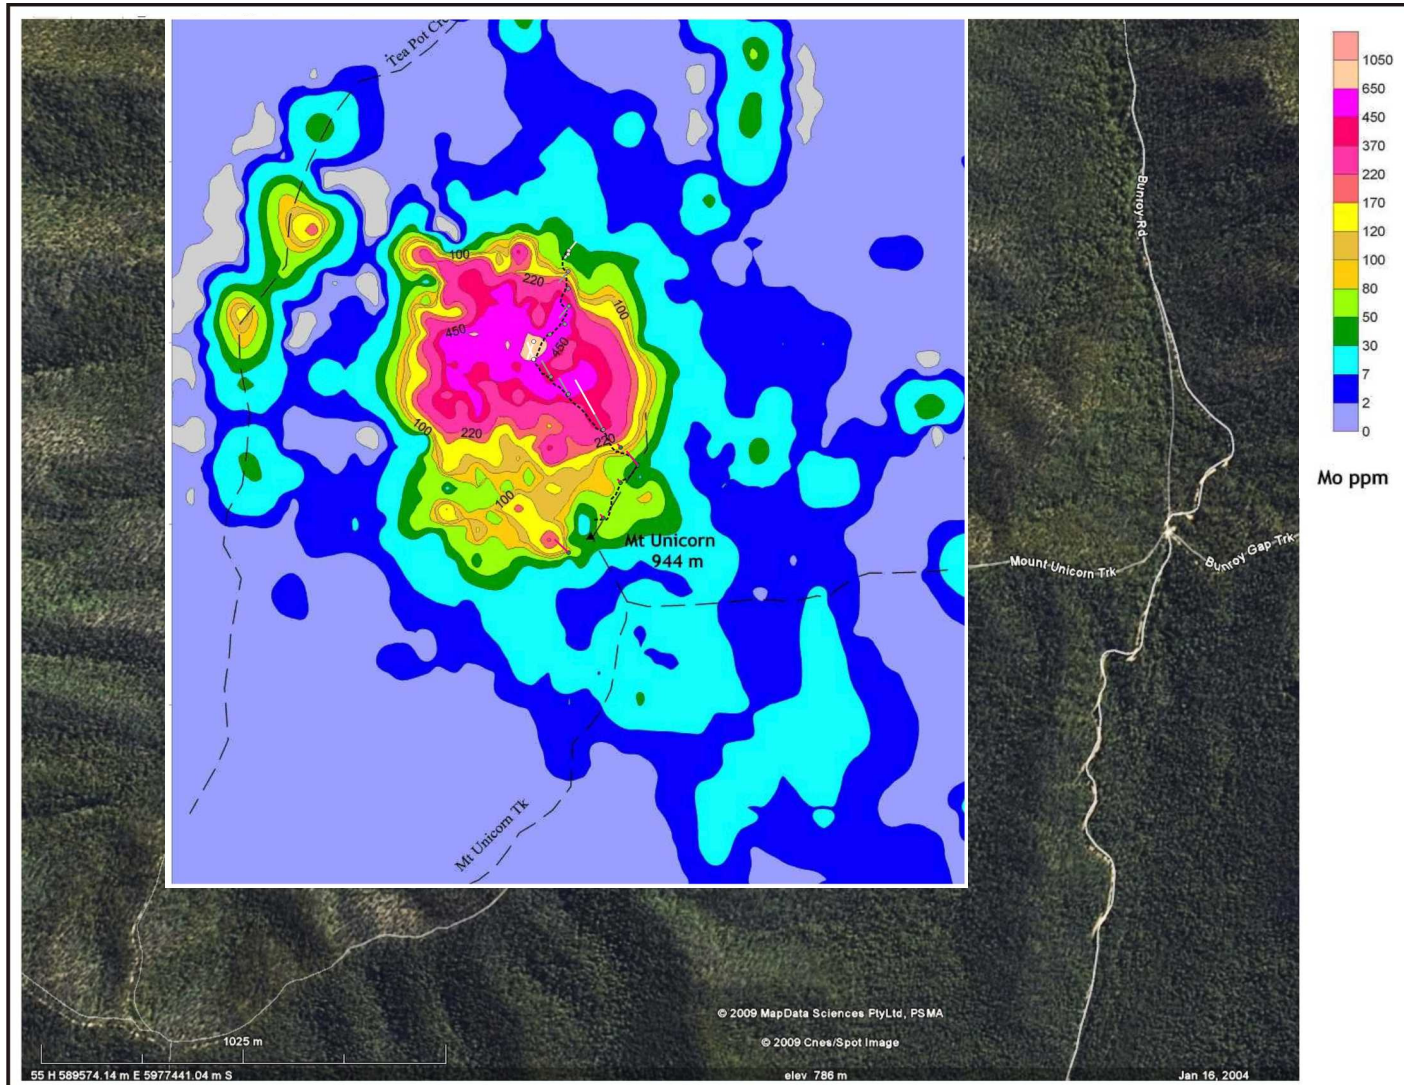 Tea Pot
1050
650
450
370
220
170
120
100
80
50
30
7
2
0
Mo ppm
Bunroy Rd
100
220
100
450
450
100
220
220
100
Mt Unicorn
944 m
Mount Unicorn Trk
Bunroy Gap Trk
Mt Unicorn Tk
© 2009 MapData Sciences PtyLtd, PSMA
1025 m
© 2009 Cnes/Spot Image
55 H 589574.14 m E 5977441.04 m S
elev 786 m
Jan 16, 2004